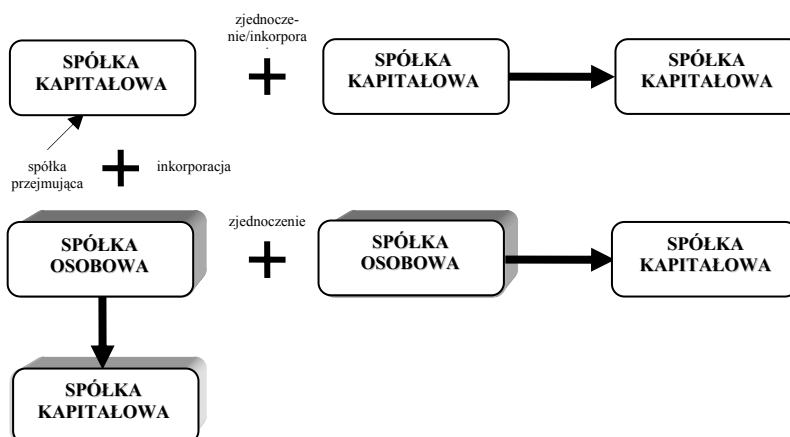 zjednocze-
nie/inkorpora
SPÓŁKA
KAPITAŁOWA
SPÓŁKA
KAPITAŁOWA
SPÓŁKA
KAPITAŁOWA
spółka
przejmująca
inkorporacja
zjednoczenie
SPÓŁKA
OSOBOWA
SPÓŁKA
OSOBOWA
SPÓŁKA
KAPITAŁOWA
SPÓŁKA
KAPITAŁOWA